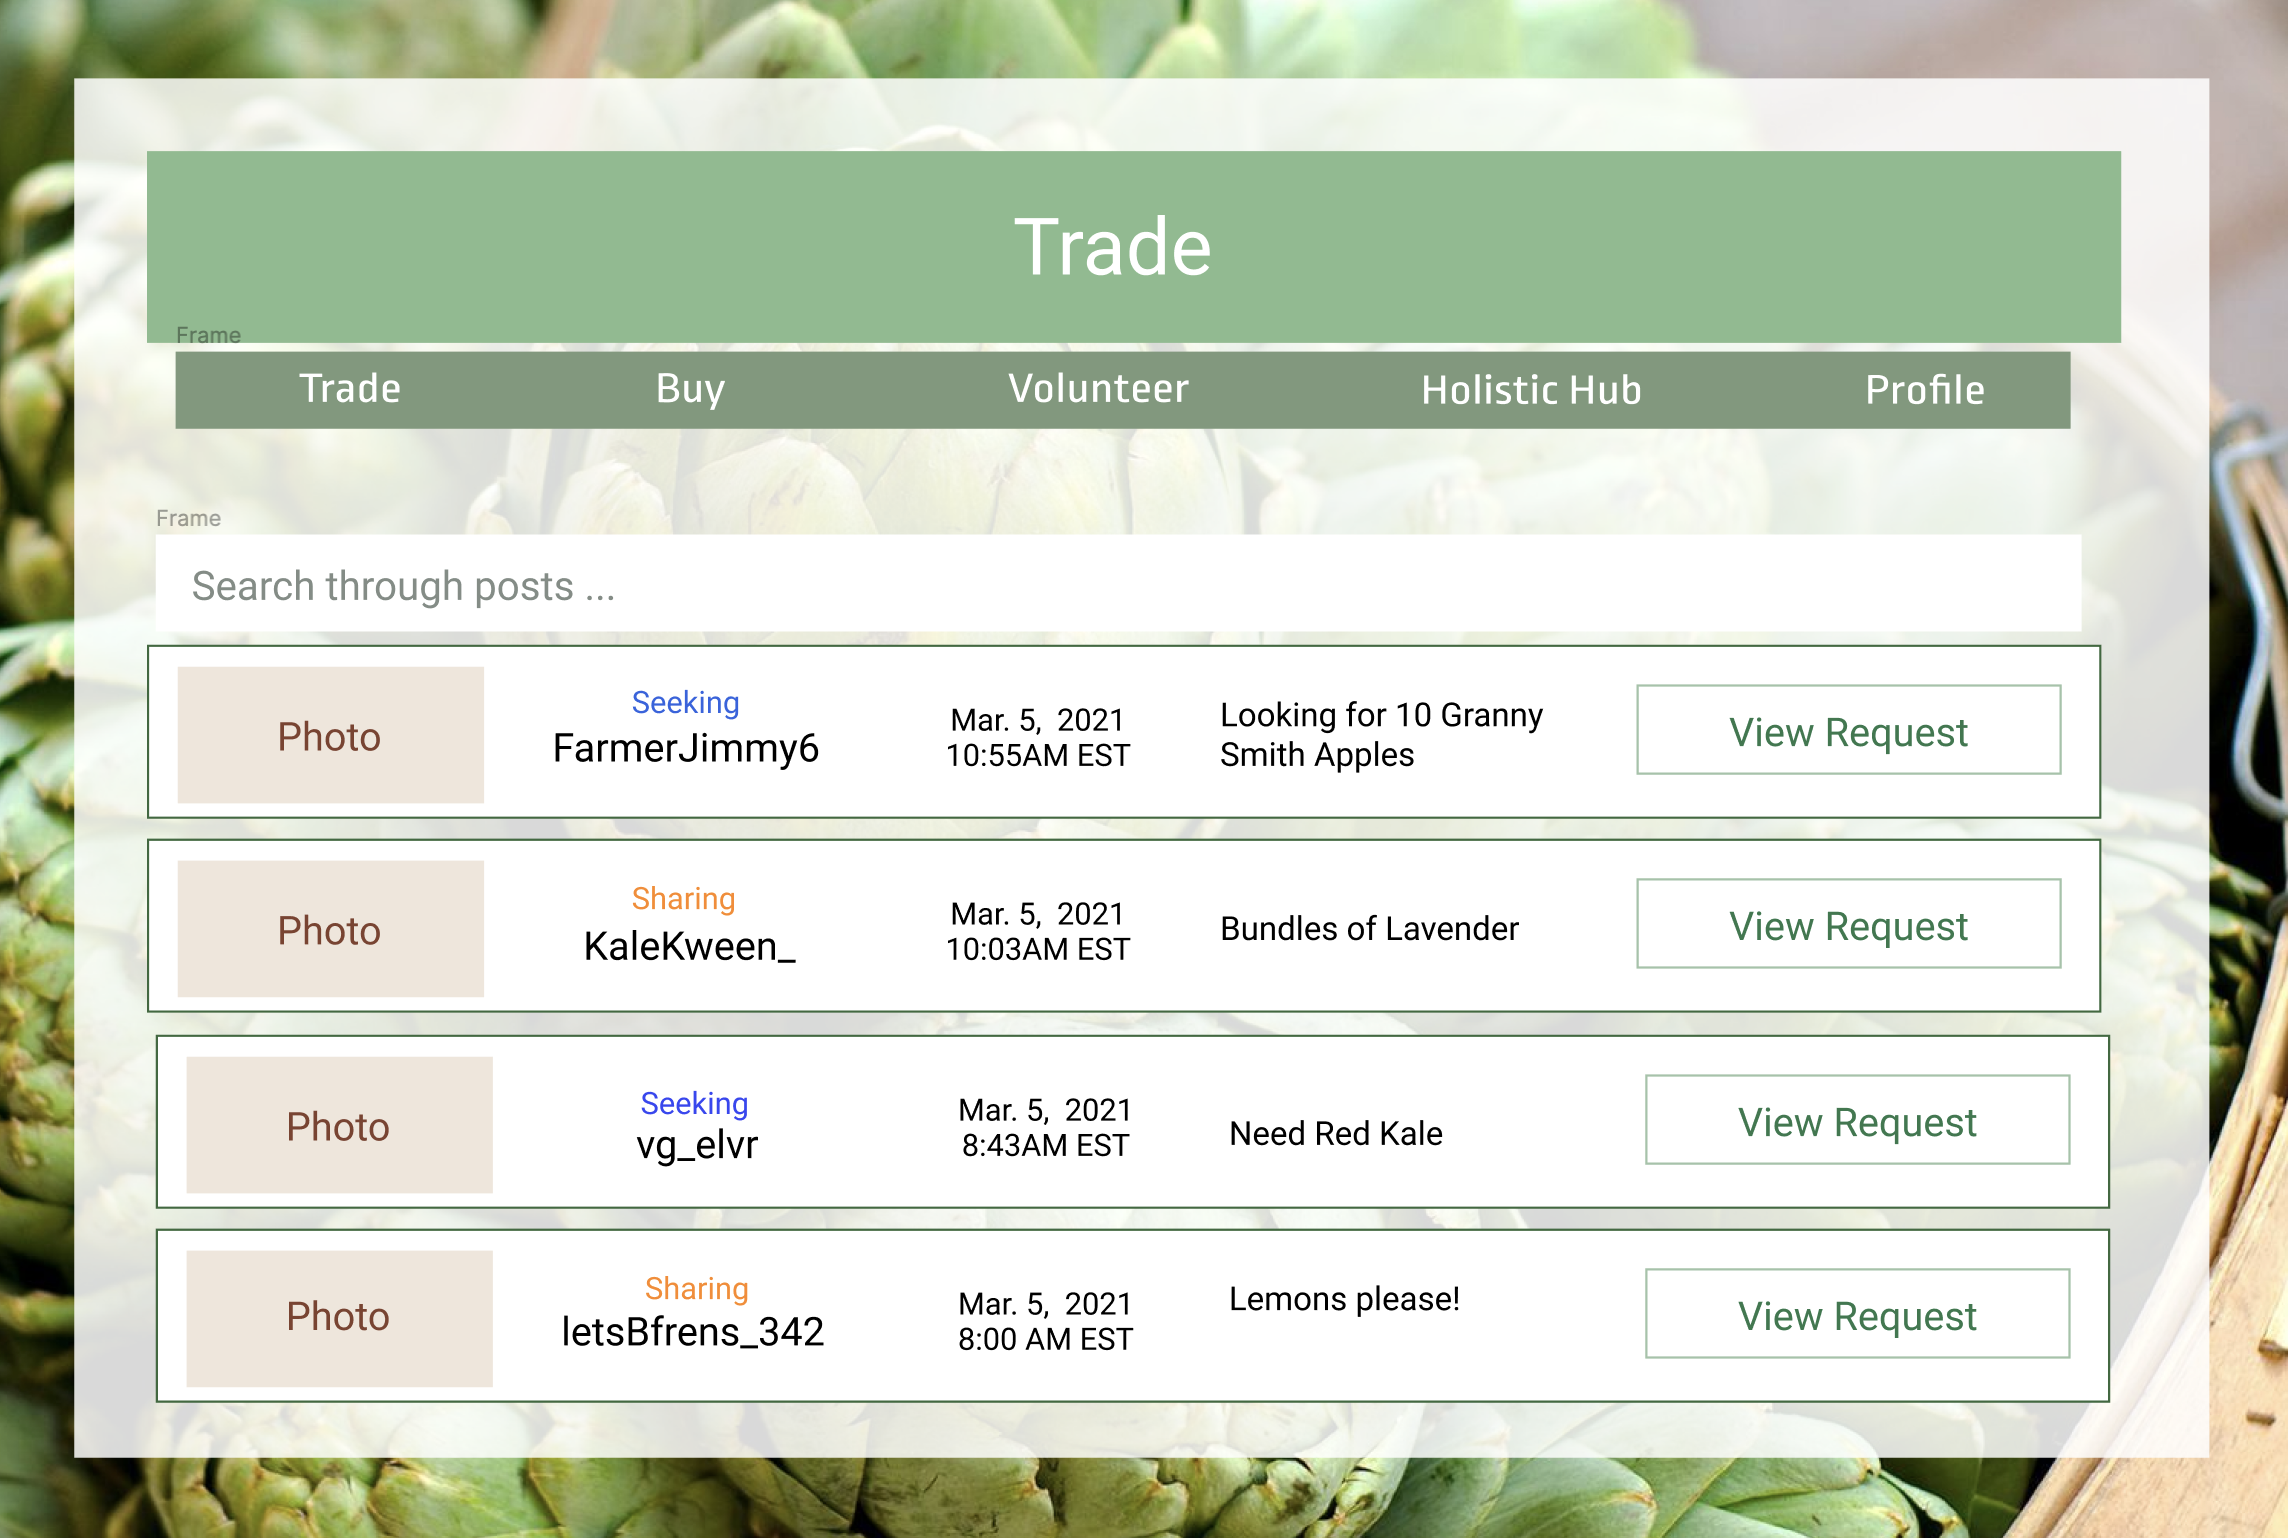 Trade
Frame
Trade Buy Volunteer Holistic Hub Profile
Frame
Search through posts ...
Photo
Seeking
FarmerJimmy6
Mar. 5, 2021
10:55AM EST
Looking for 10 Granny
Smith Apples
View Request
Photo
Sharing
KaleKween_
Mar. 5, 2021
10:03AM EST
Bundles of Lavender
View Request
Photo
Seeking
vg_elvr
Mar. 5, 2021
8:43AM EST
Need Red Kale
View Request
Photo
Sharing
letsBfrens_342
Mar. 5, 2021
8:00 AM EST
Lemons please!
View Request